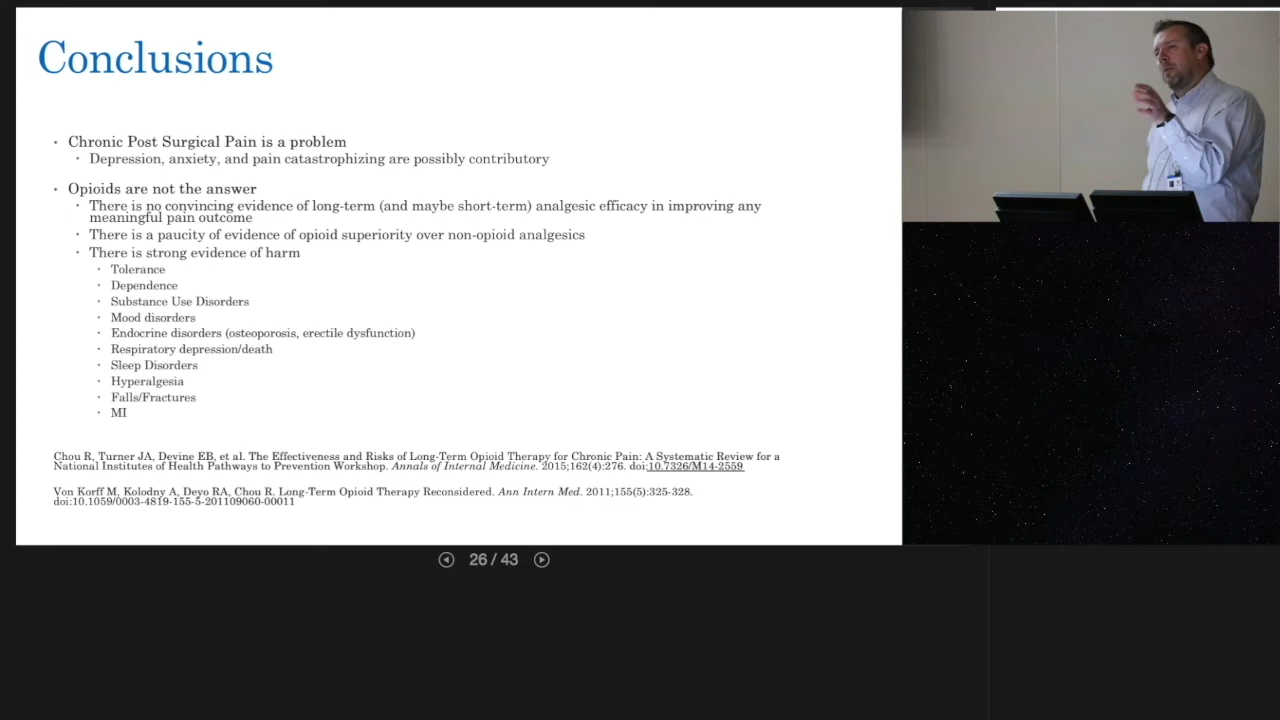 Conclusions
• Chronic Post Surgical Pain is a problem
• Depression, anxiety, and pain catastrophizing are possibly contributory
• Opioids are not the answer
• There is no convincing evidence of long-term (and maybe short-term) analgesic efficacy in improving any
meaningful pain outcome
• There is a paucity of evidence of opioid superiority over non-opioid analgesics
• There is strong evidence of harm
• Tolerance
• Dependence
• Substance Use Disorders
• Mood disorders
• Endocrine disorders (osteoporosis, erectile dysfunction)
• Respiratory depression/death
• Sleep Disorders
• Hyperalgesia
• Falls/Fractures
• MI
Chou R, Turner JA, Devine EB, et al. The Effectiveness and Risks of Long-Term Opioid Therapy for Chronic Pain: A Systematic Review for a
National Institutes of Health Pathways to Prevention Workshop. Annals of Internal Medicine. 2015;162(4):276. doi:10.7326/M14-2559
Von Korff M, Kolodny A, Deyo RA, Chou R. Long-Term Opioid Therapy Reconsidered. Ann Intern Med. 2011;155(5):325-328.
doi:10.1059/0003-4819-155-5-201109060-00011
26 / 43